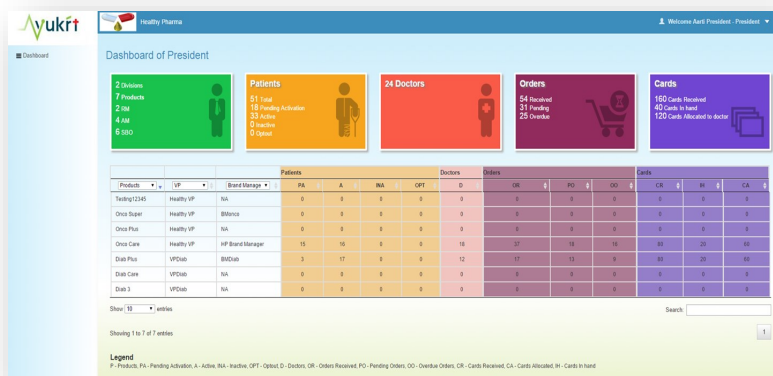 Ayukrit
Healthy Pharma
Welcome Aarti President - President
Dashboard
Dashboard of President
2 Divisions
7 Products
2 RM
4 AM
6 SBO
Patients
51 Total
18 Pending Activation
33 Active
0 Inactive
0 Optout
24 Doctors
Orders
54 Received
31 Pending
25 Overdue
Cards
160 Cards Received
40 Cards In hand
120 Cards Allocated to doctor
Patients Doctors Orders Cards
Products VP Brand Manage PA A INA OPT D OR PO OO CR IH CA
Testing12345 Healthy VP NA 0 0 0 0 0 0 0 0 0 0 0
Onco Super Healthy VP BMonco 0 0 0 0 0 0 0 0 0 0 0
Onco Plus Healthy VP NA 0 0 0 0 0 0 0 0 0 0 0
Onco Care Healthy VP HP Brand Manager 15 16 0 0 18 37 18 80 20 60
Diab Plus VPDiab BMDiab 3 17 0 0 12 17 13 80 20 60
Diab Care VPDiab NA 0 0 0 0 0 0 0 0 0 0 0
Diab 3 VPDiab NA 0 0 0 0 0 0 0 0 0 0 0
Show 10 entries
Search:
Showing 1 to 7 of 7 entries
1
Legend
P - Products, PA - Pending Activation, A - Active, INA - Inactive, OPT - Optout, D - Doctors, OR - Orders Received, PO - Pending Orders, OO - Overdue Orders, CR - Cards Received, CA - Cards Allocated, IH - Cards In hand